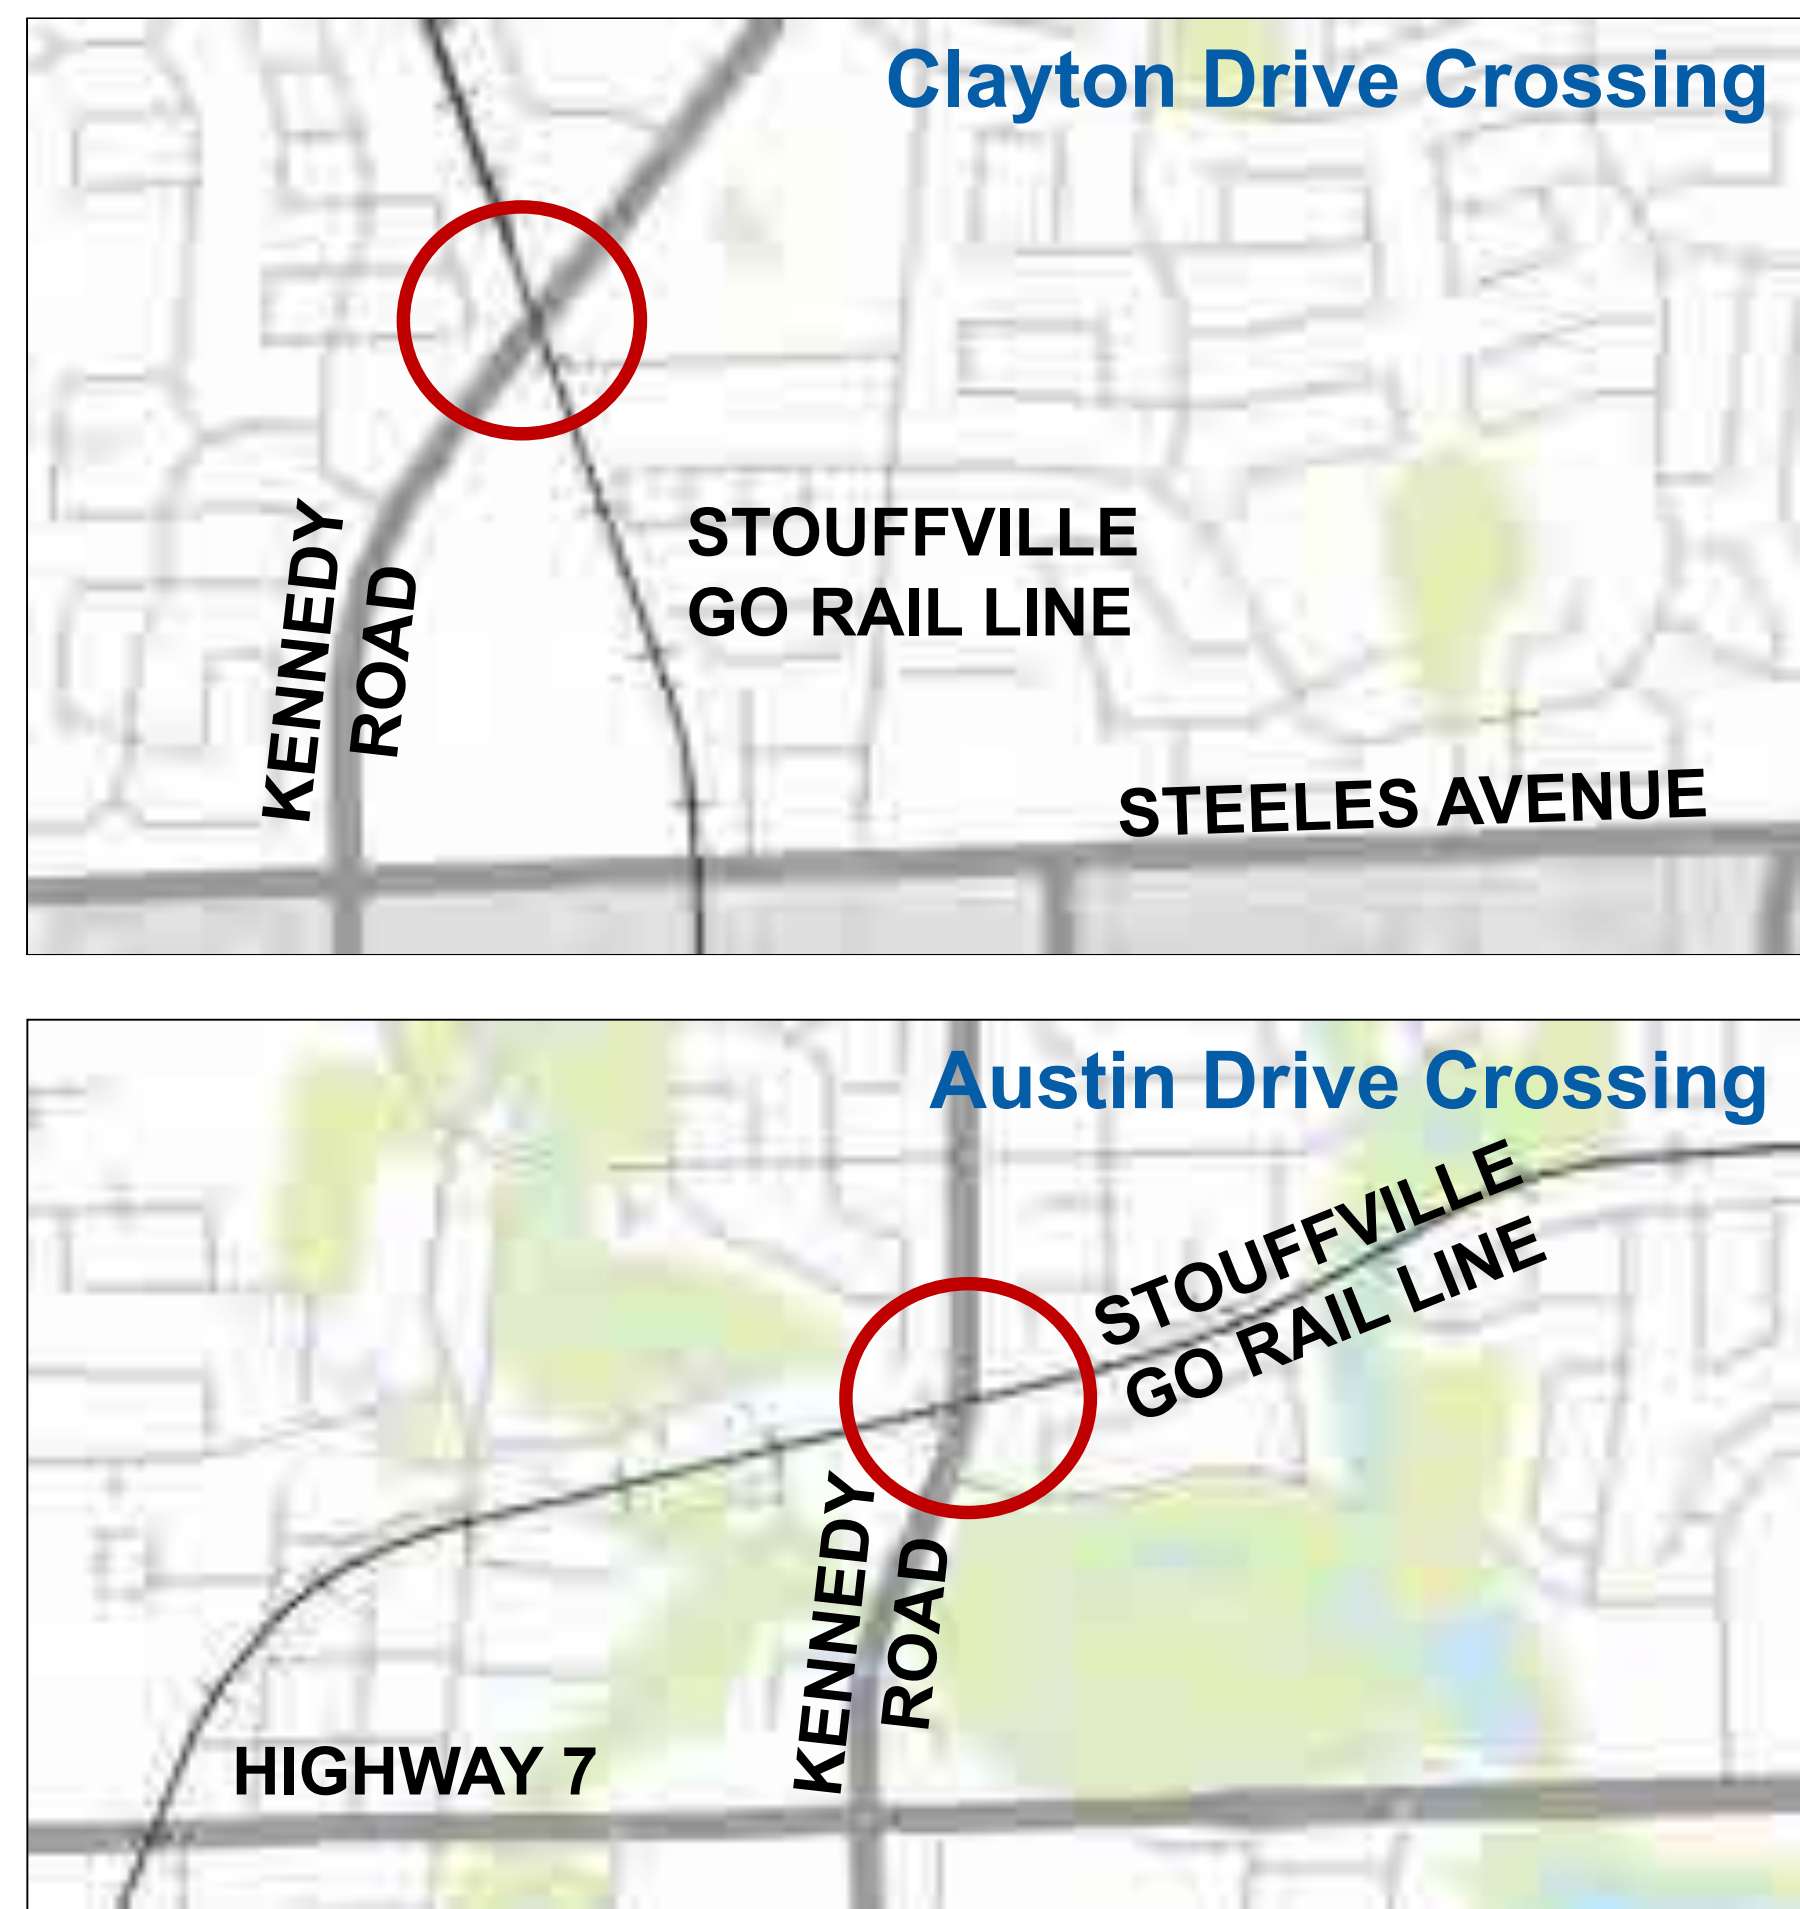 Clayton Drive Crossing
KENNEDY
ROAD
STOUFFVILLE
GO RAIL LINE
STEELES AVENUE
Austin Drive Crossing
STOUFFVILLE
GO RAIL LINE
KENNEDY
ROAD
HIGHWAY 7